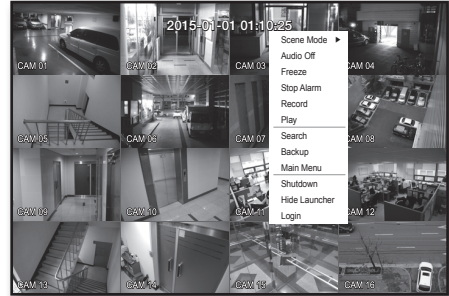 2015-01-01 01:10:25
CAM 01
CAM 02
CAM 03
CAM 04
Scene Mode ▶
Audio Off
Freeze
Stop Alarm
Record
Play
Search
Backup
Main Menu
Shutdown
Hide Launcher
Login
CAM 05
CAM 06
CAM 07
CAM 08
CAM 09
CAM 10
CAM 11
CAM 12
CAM 13
CAM 14
CAM 15
CAM 16